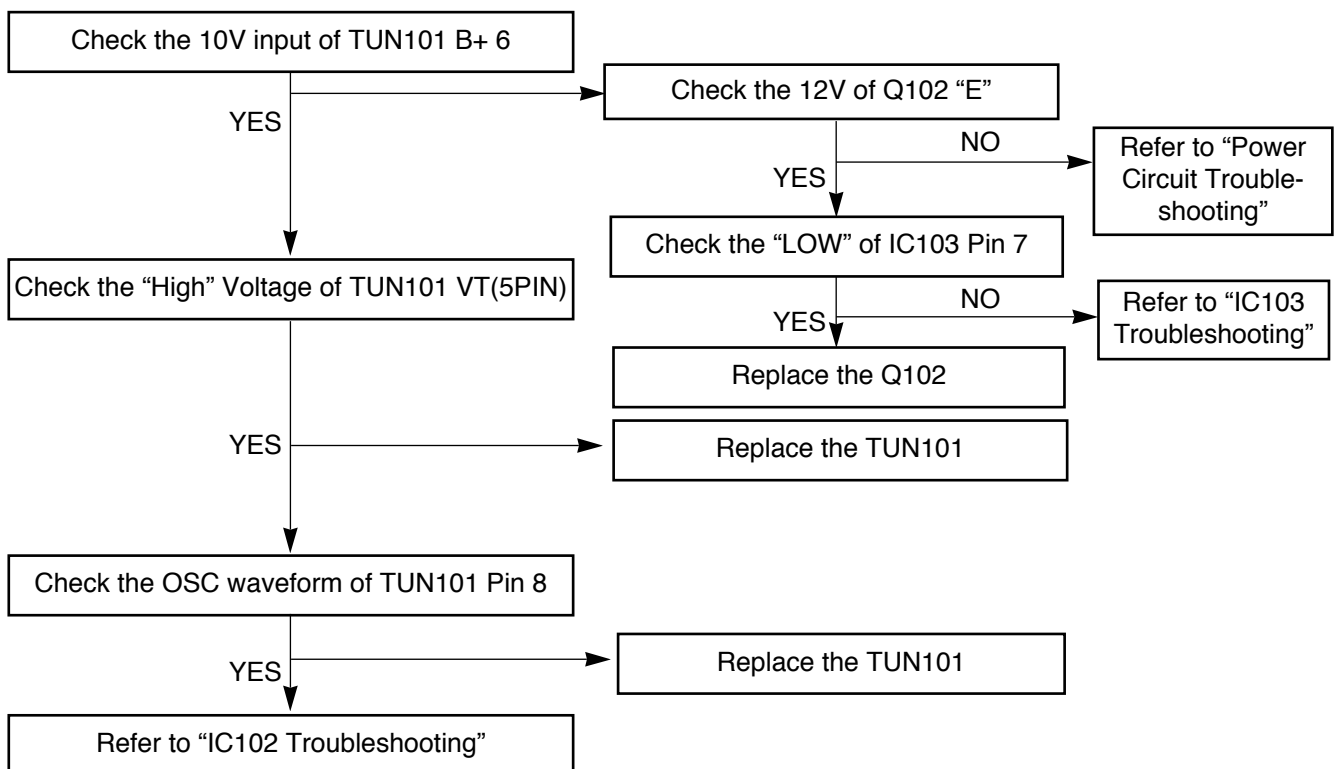 Check the 10V input of TUN101 B+ 6
YES
Check the 12V of Q102 “E”
NO
Refer to “Power
Circuit Trouble-
shooting”
YES
Check the “LOW” of IC103 Pin 7
Check the “High” Voltage of TUN101 VT(5PIN)
NO
Refer to “IC103
Troubleshooting”
YES
Replace the Q102
YES
Replace the TUN101
Check the OSC waveform of TUN101 Pin 8
YES
Replace the TUN101
Refer to “IC102 Troubleshooting”